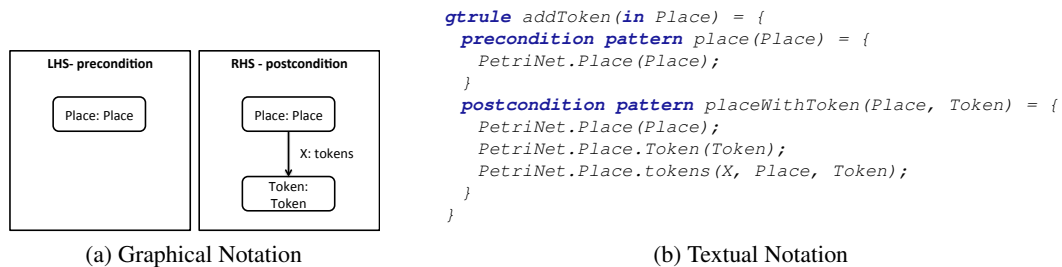 LHS- precondition
Place: Place
RHS - postcondition
Place: Place
X: tokens
Token:
Token
(a) Graphical Notation
gtrule addToken(in Place) = {
precondition pattern place(Place) = {
PetriNet.Place(Place);
}
postcondition pattern placeWithToken(Place, Token) = {
PetriNet.Place(Place);
PetriNet.Place.Token(Token);
PetriNet.Place.tokens(X, Place, Token);
}
}
(b) Textual Notation